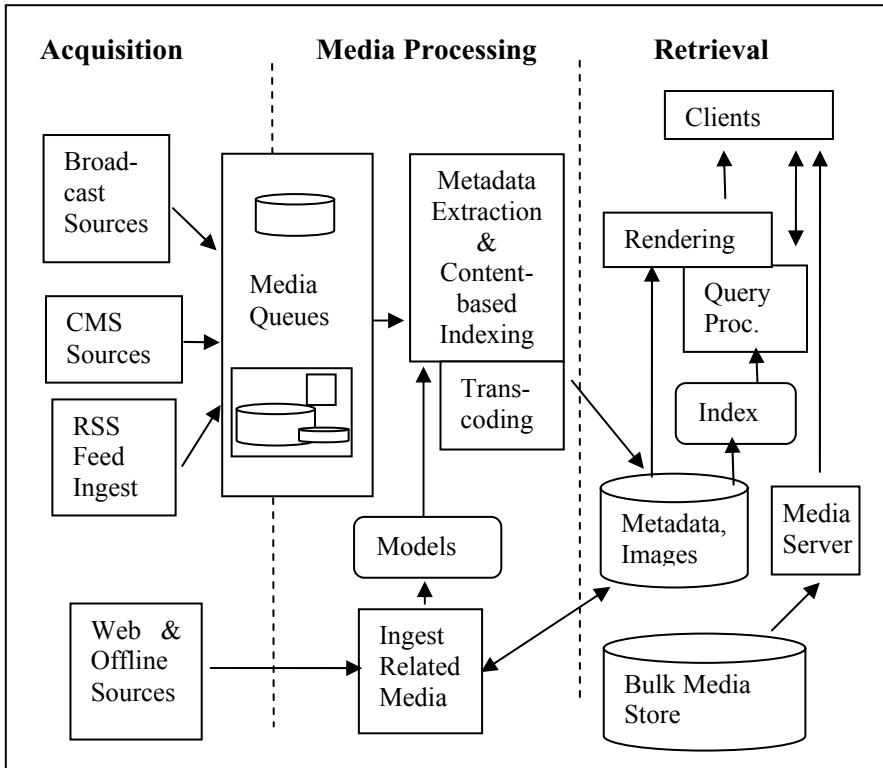 Acquisition
Media Processing
Retrieval
Clients
Broad-
cast
Sources
Metadata
Extraction
&
Content-
based
Indexing
Rendering
Media
Queues
Query
Proc.
CMS
Sources
Trans-
coding
Index
RSS
Feed
Ingest
Metadata,
Images
Media
Server
Models
Web &
Offline
Sources
Ingest
Related
Media
Bulk Media
Store